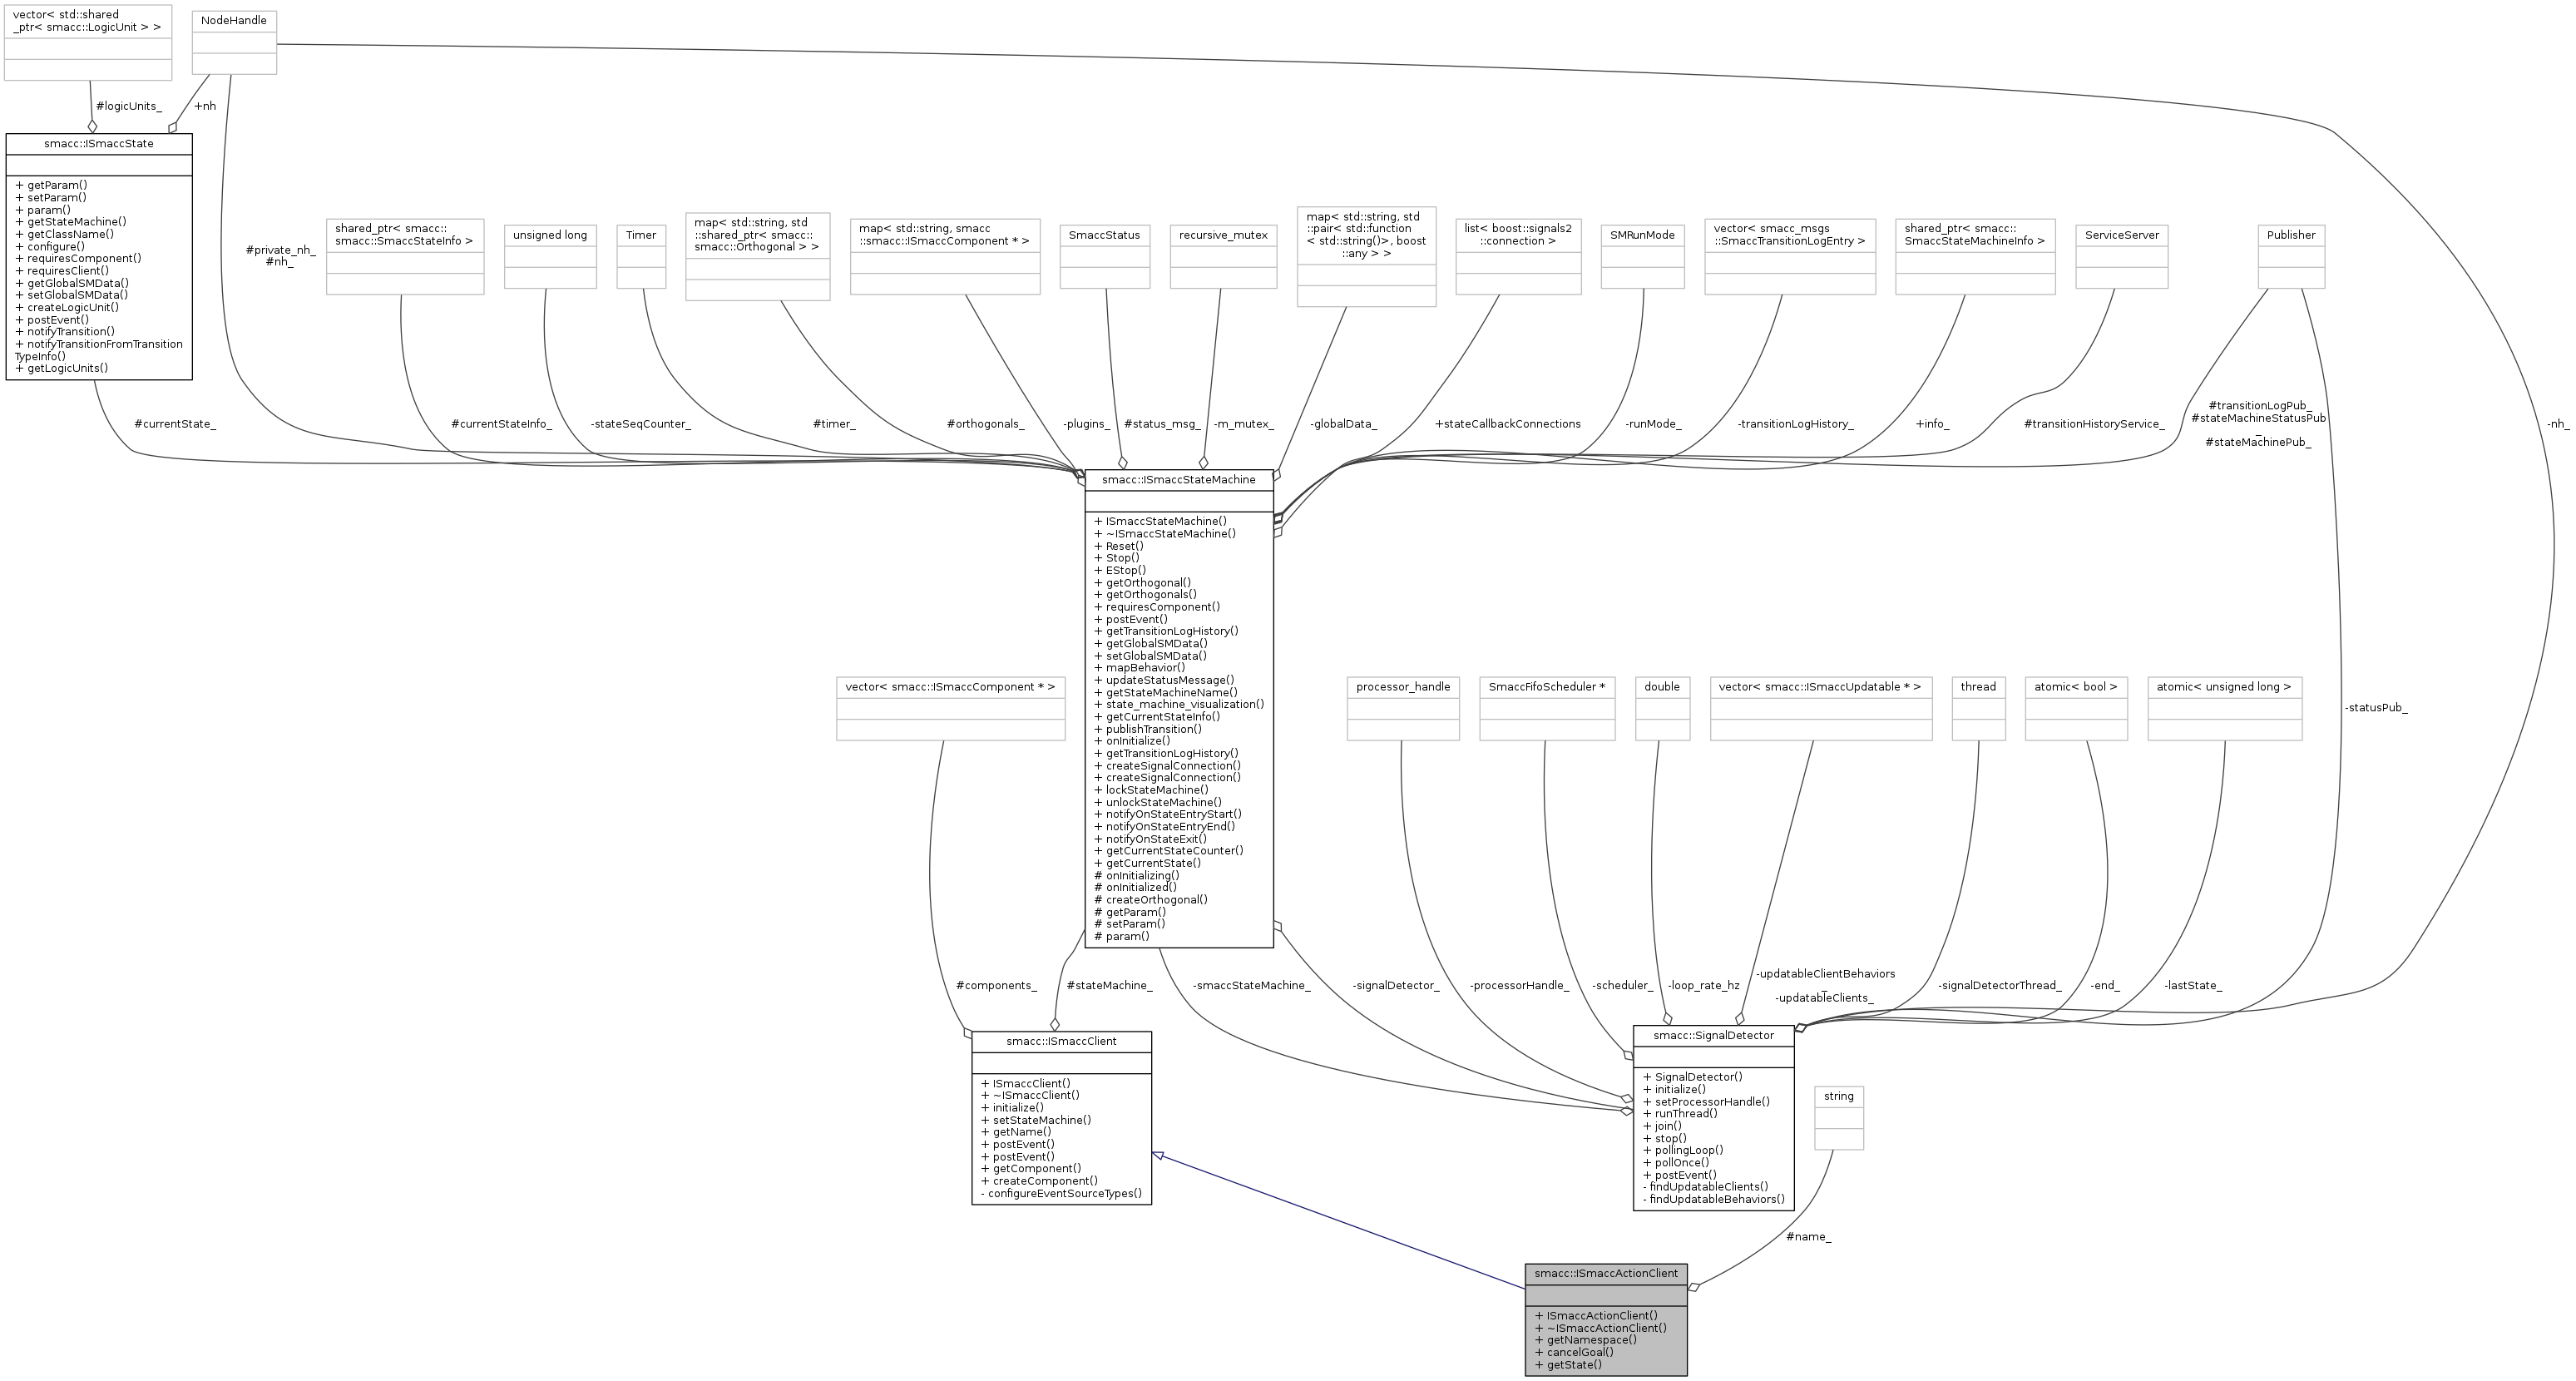 vector< std::shared
_ptr< smacc::LogicUnit > >
NodeHandle
#logicUnits_
+nh
smacc::ISmaccState
+ getParam()
+ setParam()
+ param()
+ getStateMachine()
+ getClassName()
+ configure()
+ requiresComponent()
+ requiresClient()
+ getGlobalSMData()
+ setGlobalSMData()
+ createLogicUnit()
+ postEvent()
+ notifyTransition()
+ notifyTransitionFromTransition
TypeInfo()
+ getLogicUnits()
#private_nh_
#nh_
shared_ptr< smacc::
smacc::SmaccStateInfo >
unsigned long
Timer
map< std::string, std
::shared_ptr< smacc::
smacc::Orthogonal > >
map< std::string, smacc
::smacc::ISmaccComponent * >
SmaccStatus
recursive_mutex
map< std::string, std
::pair< std::function
< std::string()>, boost
::any > >
list< boost::signals2
::connection >
SMRunMode
vector< smacc_msgs
::SmaccTransitionLogEntry >
shared_ptr< smacc::
SmaccStateMachineInfo >
ServiceServer
Publisher
#currentState_
#currentStateInfo_
-stateSeqCounter_
#timer_
#orthogonals_
-plugins_
#status_msg_
-m_mutex_
-globalData_
+stateCallbackConnections
-runMode_
-transitionLogHistory_
+info_
#transitionHistoryService_
#transitionLogPub_
#stateMachineStatusPub
_
#stateMachinePub_
-nh_
smacc::ISmaccStateMachine
+ ISmaccStateMachine()
+ ~ISmaccStateMachine()
+ Reset()
+ Stop()
+ EStop()
+ getOrthogonal()
+ getOrthogonals()
+ requiresComponent()
+ postEvent()
+ getTransitionLogHistory()
+ getGlobalSMData()
+ setGlobalSMData()
+ mapBehavior()
+ updateStatusMessage()
+ getStateMachineName()
+ state_machine_visualization()
+ getCurrentStateInfo()
+ publishTransition()
+ onInitialize()
+ getTransitionLogHistory()
+ createSignalConnection()
+ createSignalConnection()
+ lockStateMachine()
+ unlockStateMachine()
+ notifyOnStateEntryStart()
+ notifyOnStateEntryEnd()
+ notifyOnStateExit()
+ getCurrentStateCounter()
+ getCurrentState()
# onInitializing()
# onInitialized()
# createOrthogonal()
# getParam()
# setParam()
# param()
vector< smacc::ISmaccComponent * >
processor_handle
SmaccFifoScheduler *
double
vector< smacc::ISmaccUpdatable * >
thread
atomic< bool >
atomic< unsigned long >
-statusPub_
#components_
#stateMachine_
-smaccStateMachine_
-signalDetector_
-processorHandle_
-scheduler_
-loop_rate_hz
-updatableClientBehaviors
_
-updatableClients_
-signalDetectorThread_
-end_
-lastState_
smacc::ISmaccClient
+ ISmaccClient()
+ ~ISmaccClient()
+ initialize()
+ setStateMachine()
+ getName()
+ postEvent()
+ postEvent()
+ getComponent()
+ createComponent()
- configureEventSourceTypes()
smacc::SignalDetector
+ SignalDetector()
+ initialize()
+ setProcessorHandle()
+ runThread()
+ join()
+ stop()
+ pollingLoop()
+ pollOnce()
+ postEvent()
- findUpdatableClients()
- findUpdatableBehaviors()
string
#name_
smacc::ISmaccActionClient
+ ISmaccActionClient()
+ ~ISmaccActionClient()
+ getNamespace()
+ cancelGoal()
+ getState()